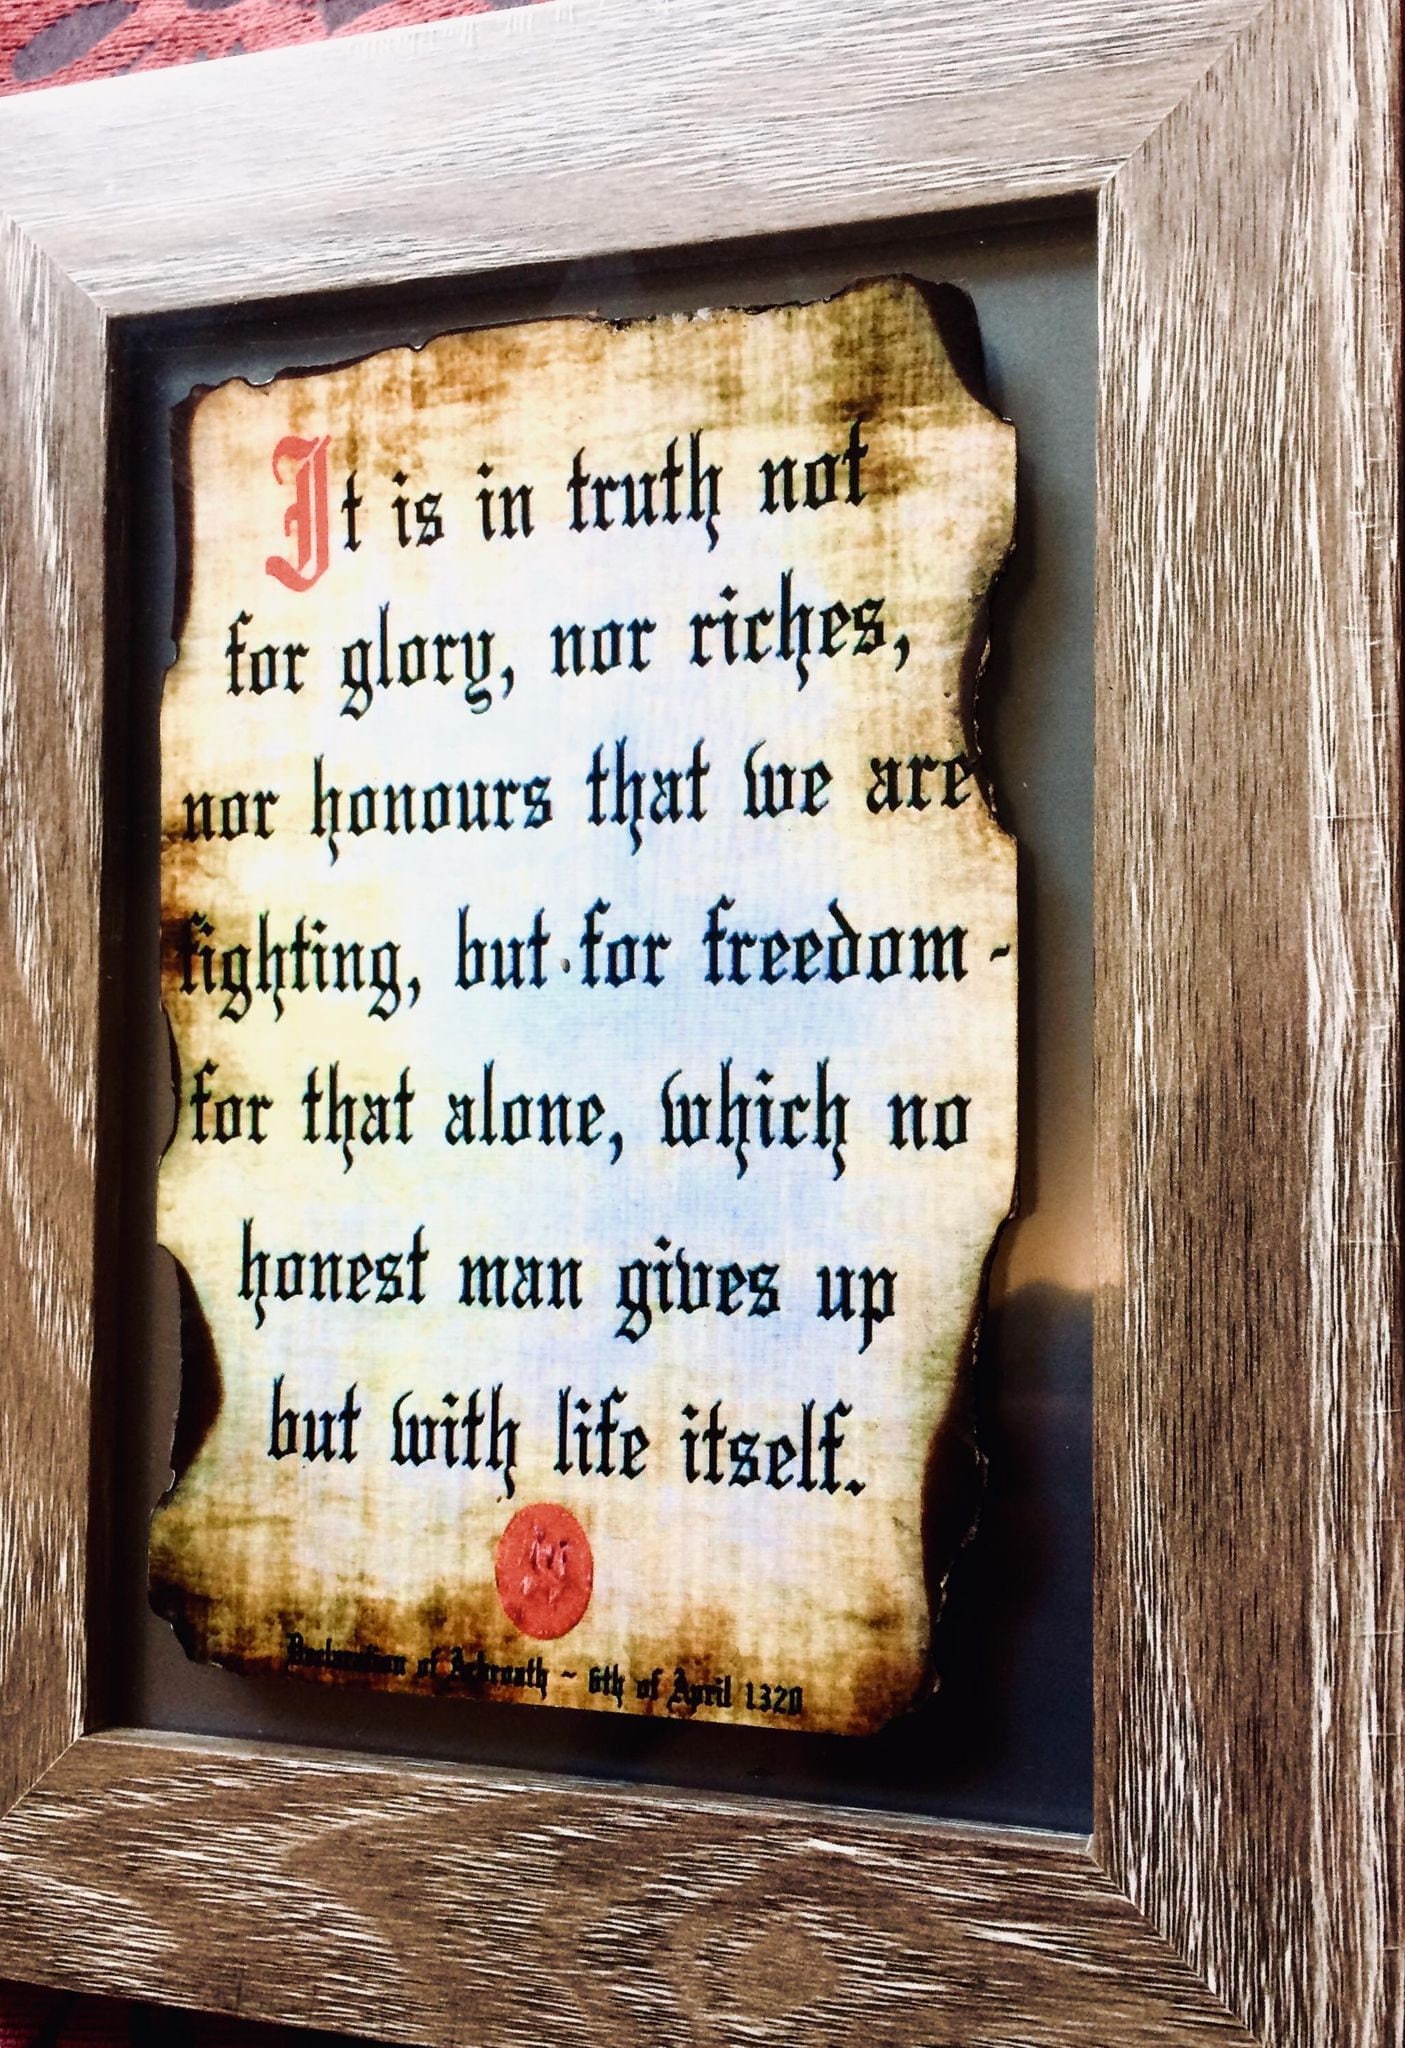 It is in truth not
for glory, nor riches,
nor honours that we are
fighting, but for freedom -
for that alone, which no
honest man gives up
but with life itself.
Declaration of Arbroath ~ 6th of April 1320